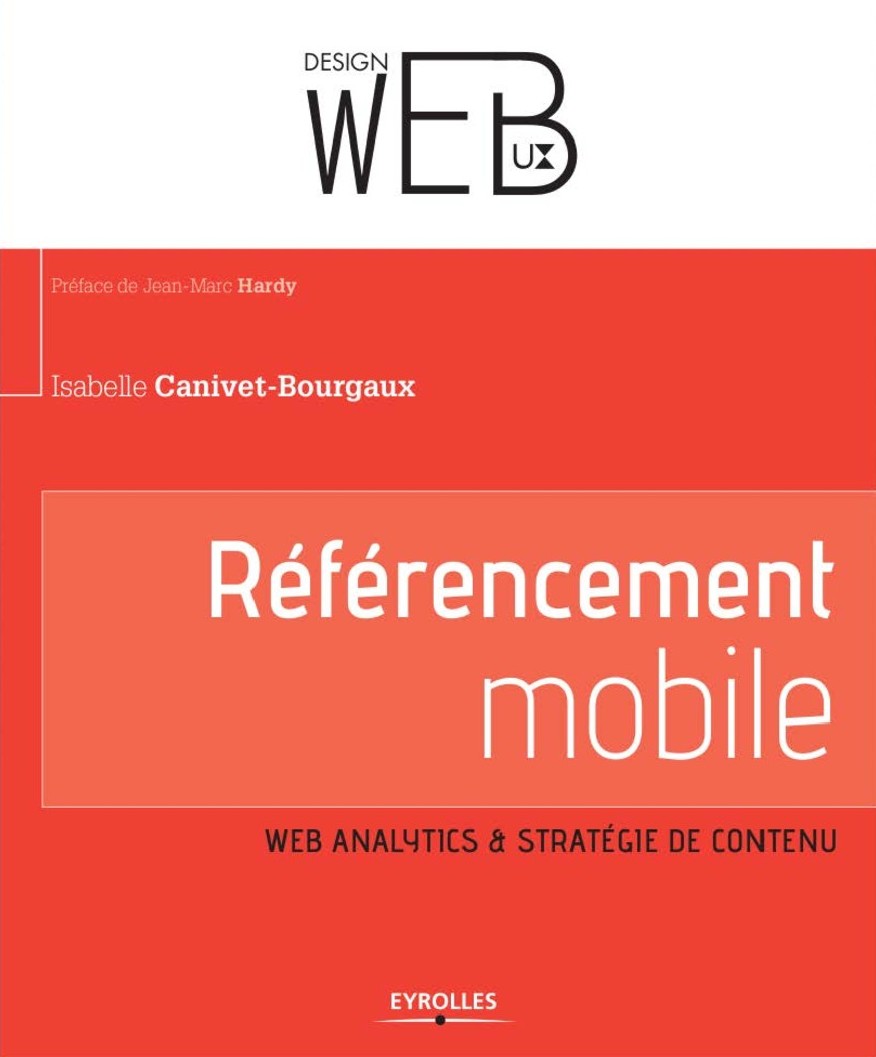 DESIGN
WEB
UX
Préface de Jean-Marc Hardy
Isabelle Canivet-Bourgaux
Référencement
mobile
WEB ANALYTICS & STRATÉGIE DE CONTENU
EYROLLES